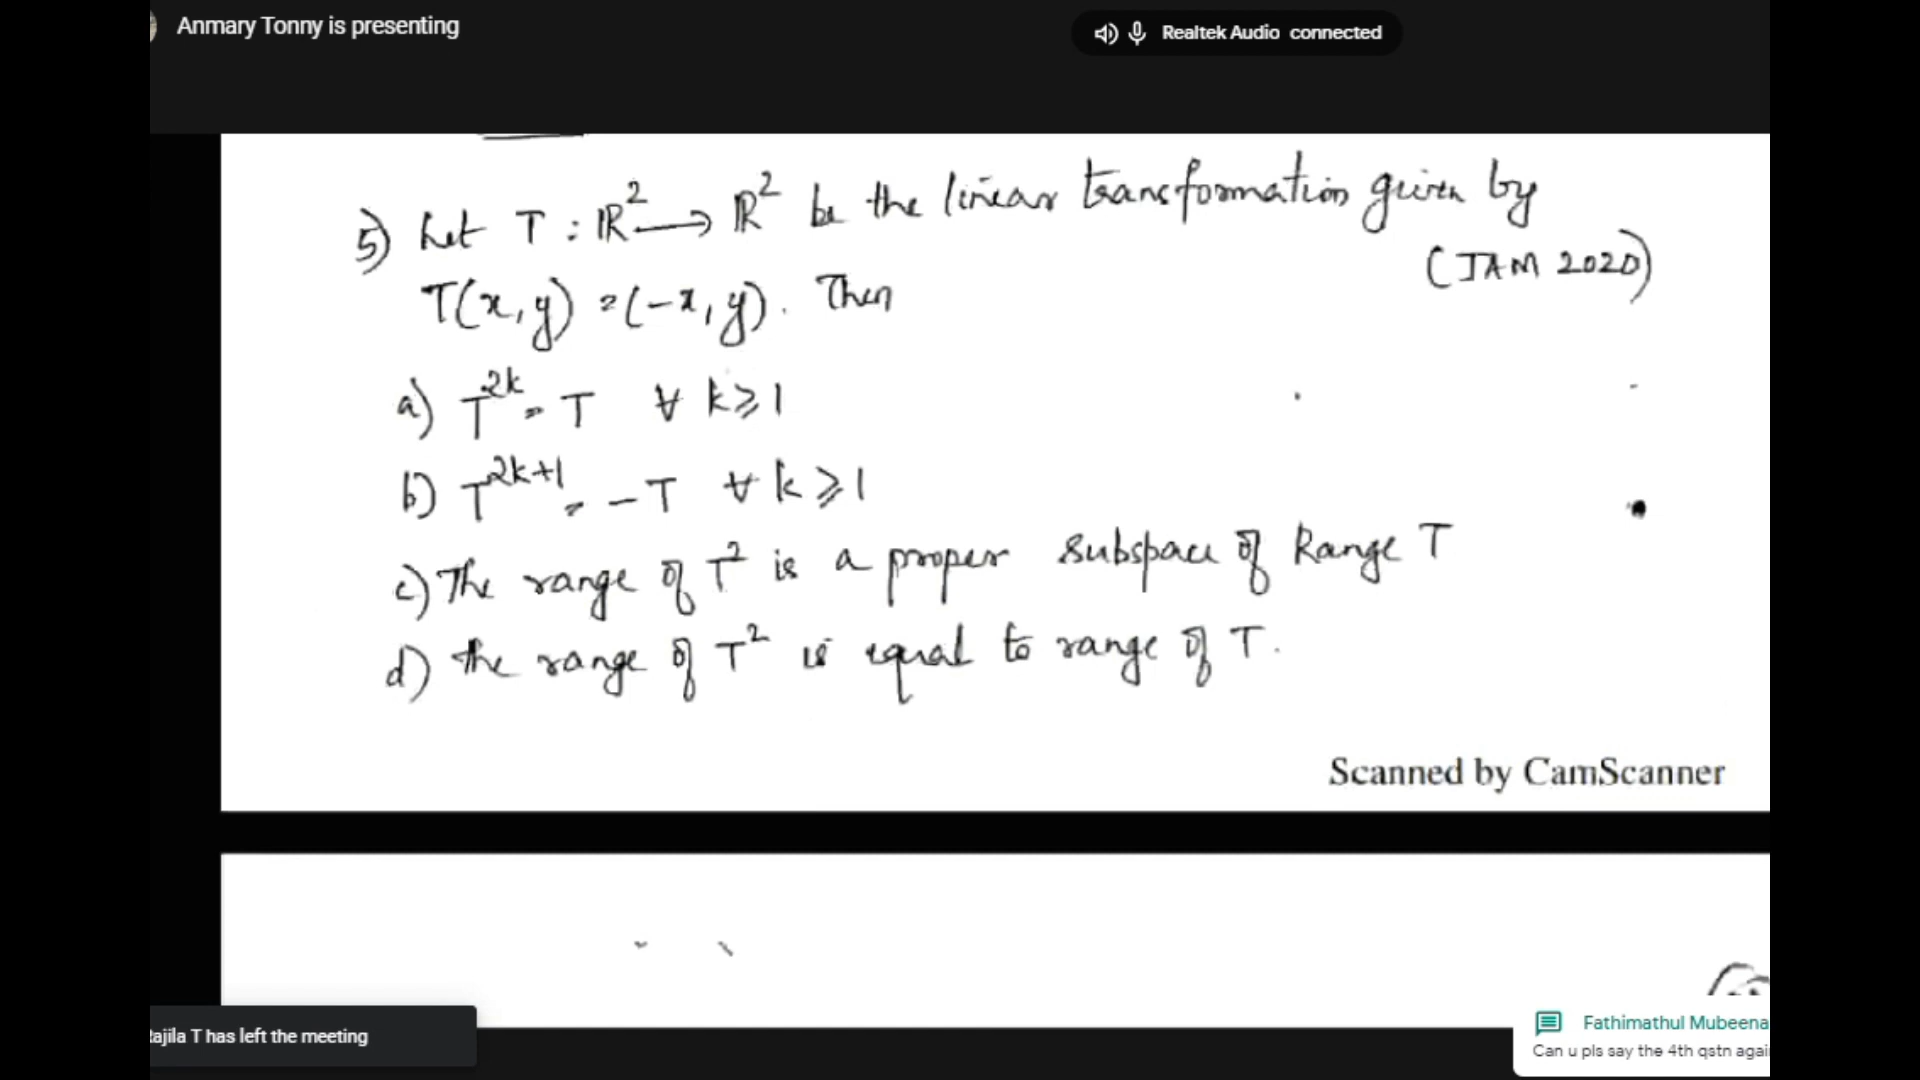 Anmary Tonny is presenting
Realtek Audio connected
5) Let T : ℝ² → ℝ² be the linear transformation given by
(JAM 2020)
T(x, y) = (-x, y). Then
a) T^2k = T ∀ k ≥ 1
b) T^2k+1 = -T ∀ k ≥ 1
c) The range of T² is a proper subspace of Range T
d) the range of T² is equal to range of T.
Scanned by CamScanner
Rajila T has left the meeting
Fathimathul Mubeena
Can u pls say the 4th qstn agai